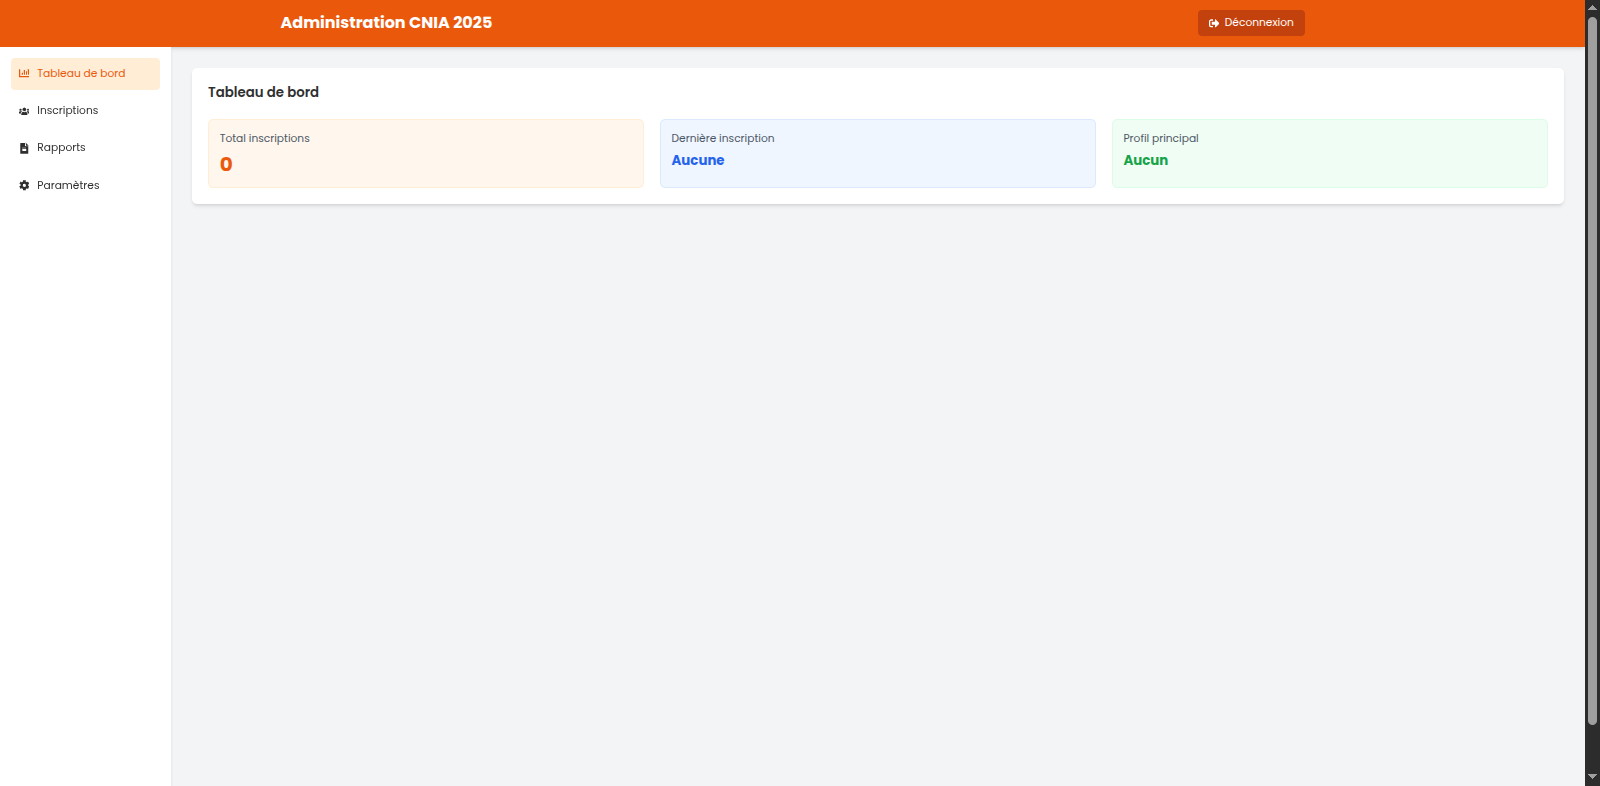 Administration CNIA 2025
Déconnexion
Tableau de bord
Inscriptions
Rapports
Paramètres
Tableau de bord
Total inscriptions
0
Dernière inscription
Aucune
Profil principal
Aucun